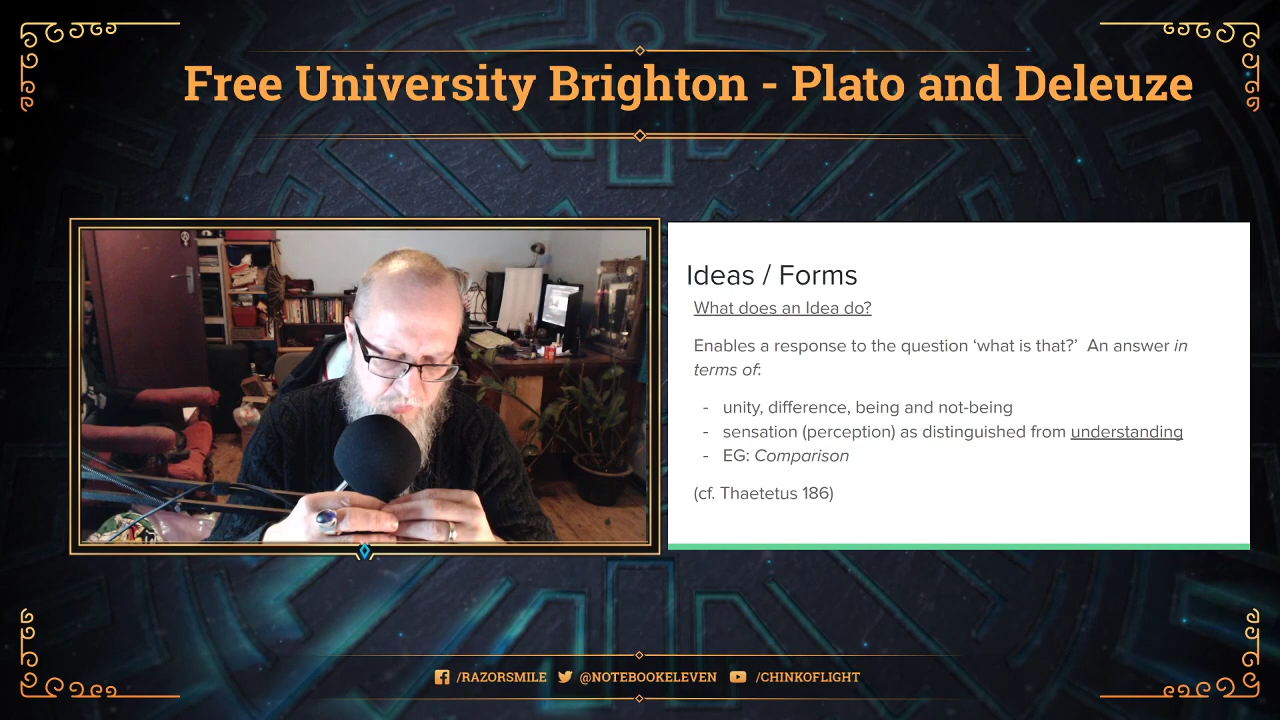 Free University Brighton - Plato and Deleuze
Ideas / Forms
What does an Idea do?
Enables a response to the question ‘what is that?’  An answer in
terms of:
- unity, difference, being and not-being
- sensation (perception) as distinguished from understanding
- EG: Comparison
(cf. Thaetetus 186)
/RAZORSMILE @NOTEBOOKELEVEN /CHINKOFLIGHT